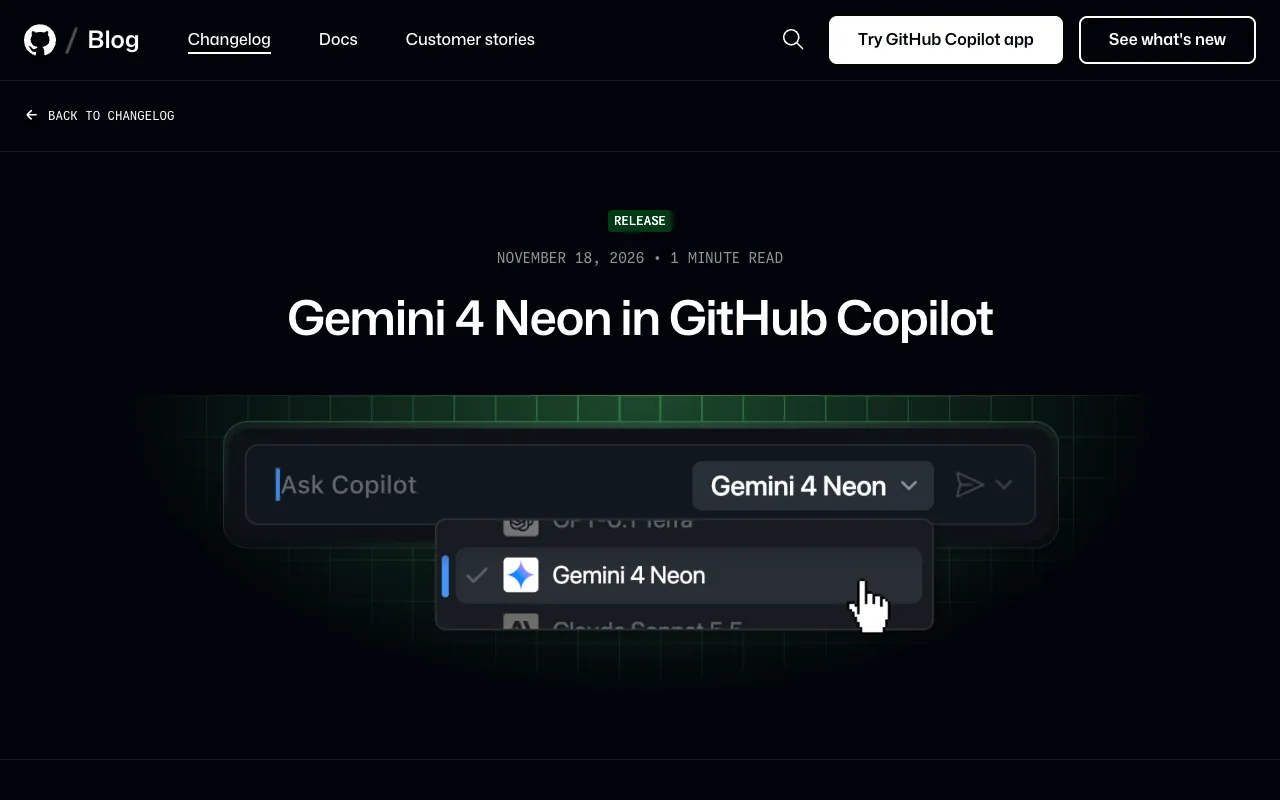 Blog
Changelog
Docs
Customer stories
Try GitHub Copilot app
See what's new
BACK TO CHANGELOG
RELEASE
NOVEMBER 18, 2026 • 1 MINUTE READ
Gemini 4 Neon in GitHub Copilot
Ask Copilot
Gemini 4 Neon
Gemini 4 Neon